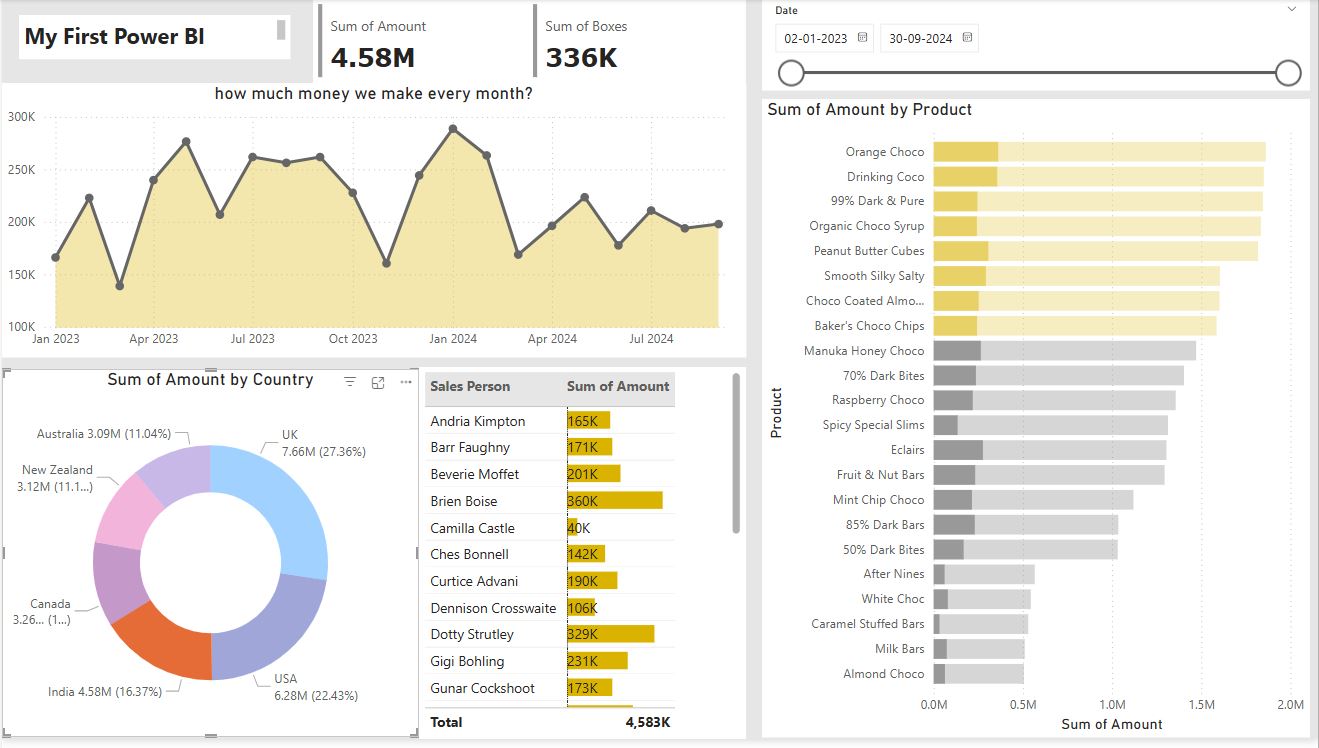 My First Power BI
Sum of Amount
4.58M
Sum of Boxes
336K
Date
02-01-2023
30-09-2024
how much money we make every month?
300K
250K
200K
150K
100K
Jan 2023
Apr 2023
Jul 2023
Oct 2023
Jan 2024
Apr 2024
Jul 2024
Sum of Amount by Country
Australia 3.09M (11.04%)
UK
7.66M (27.36%)
New Zealand
3.12M (11.1...)
Canada
3.26... (1...)
India 4.58M (16.37%)
USA
6.28M (22.43%)
Sales Person Sum of Amount
Andria Kimpton 165K
Barr Faughny 171K
Beverie Moffet 201K
Brien Boise 360K
Camilla Castle 40K
Ches Bonnell 142K
Curtice Advani 190K
Dennison Crosswaite 106K
Dotty Strutley 329K
Gigi Bohling 231K
Gunar Cockshoot 173K
Total 4,583K
Sum of Amount by Product
Product
Orange Choco
Drinking Coco
99% Dark & Pure
Organic Choco Syrup
Peanut Butter Cubes
Smooth Silky Salty
Choco Coated Almo...
Baker's Choco Chips
Manuka Honey Choco
70% Dark Bites
Raspberry Choco
Spicy Special Slims
Eclairs
Fruit & Nut Bars
Mint Chip Choco
85% Dark Bars
50% Dark Bites
After Nines
White Choc
Caramel Stuffed Bars
Milk Bars
Almond Choco
0.0M
0.5M
1.0M
1.5M
2.0M
Sum of Amount